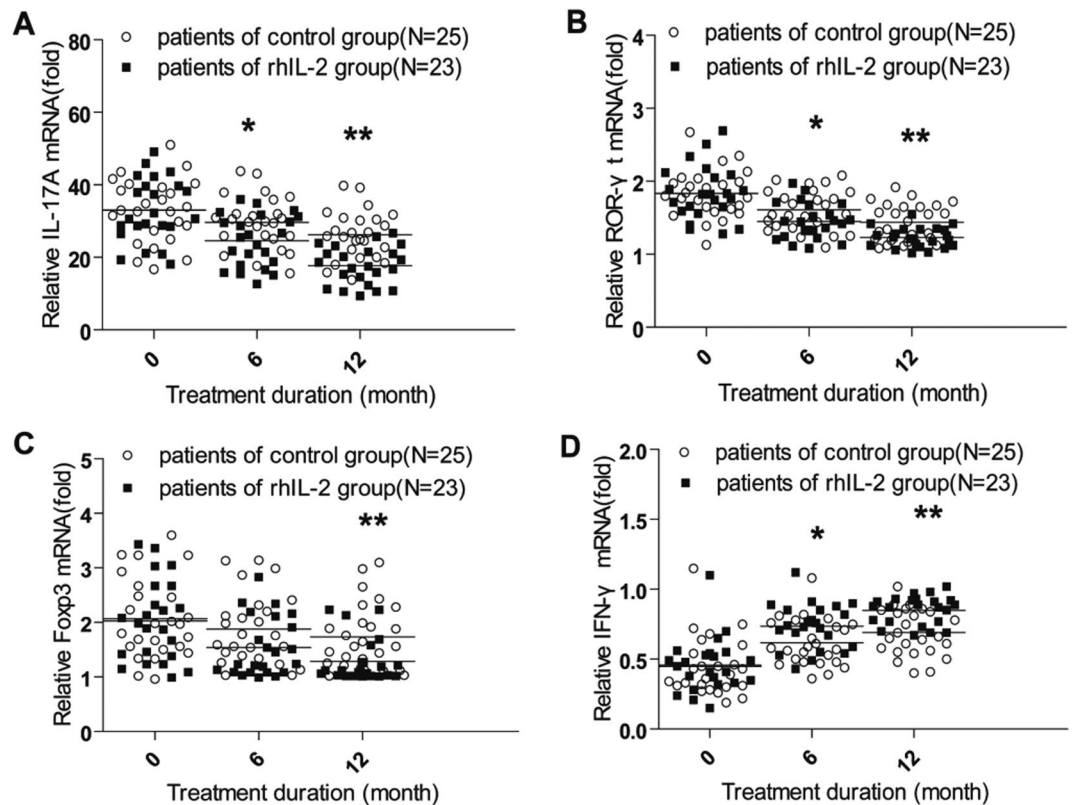 A
patients of control group(N=25)
patients of rhIL-2 group(N=23)
Relative IL-17A mRNA(fold)
80
60
40
20
0
*
**
0
6
12
Treatment duration (month)
B
patients of control group(N=25)
patients of rhIL-2 group(N=23)
Relative ROR-γ t mRNA(fold)
4
3
2
1
0
*
**
0
6
12
Treatment duration (month)
C
patients of control group(N=25)
patients of rhIL-2 group(N=23)
Relative Foxp3 mRNA(fold)
5
4
3
2
1
0
**
0
6
12
Treatment duration (month)
D
patients of control group(N=25)
patients of rhIL-2 group(N=23)
Relative IFN-γ mRNA(fold)
2.0
1.5
1.0
0.5
0.0
*
**
0
6
12
Treatment duration (month)